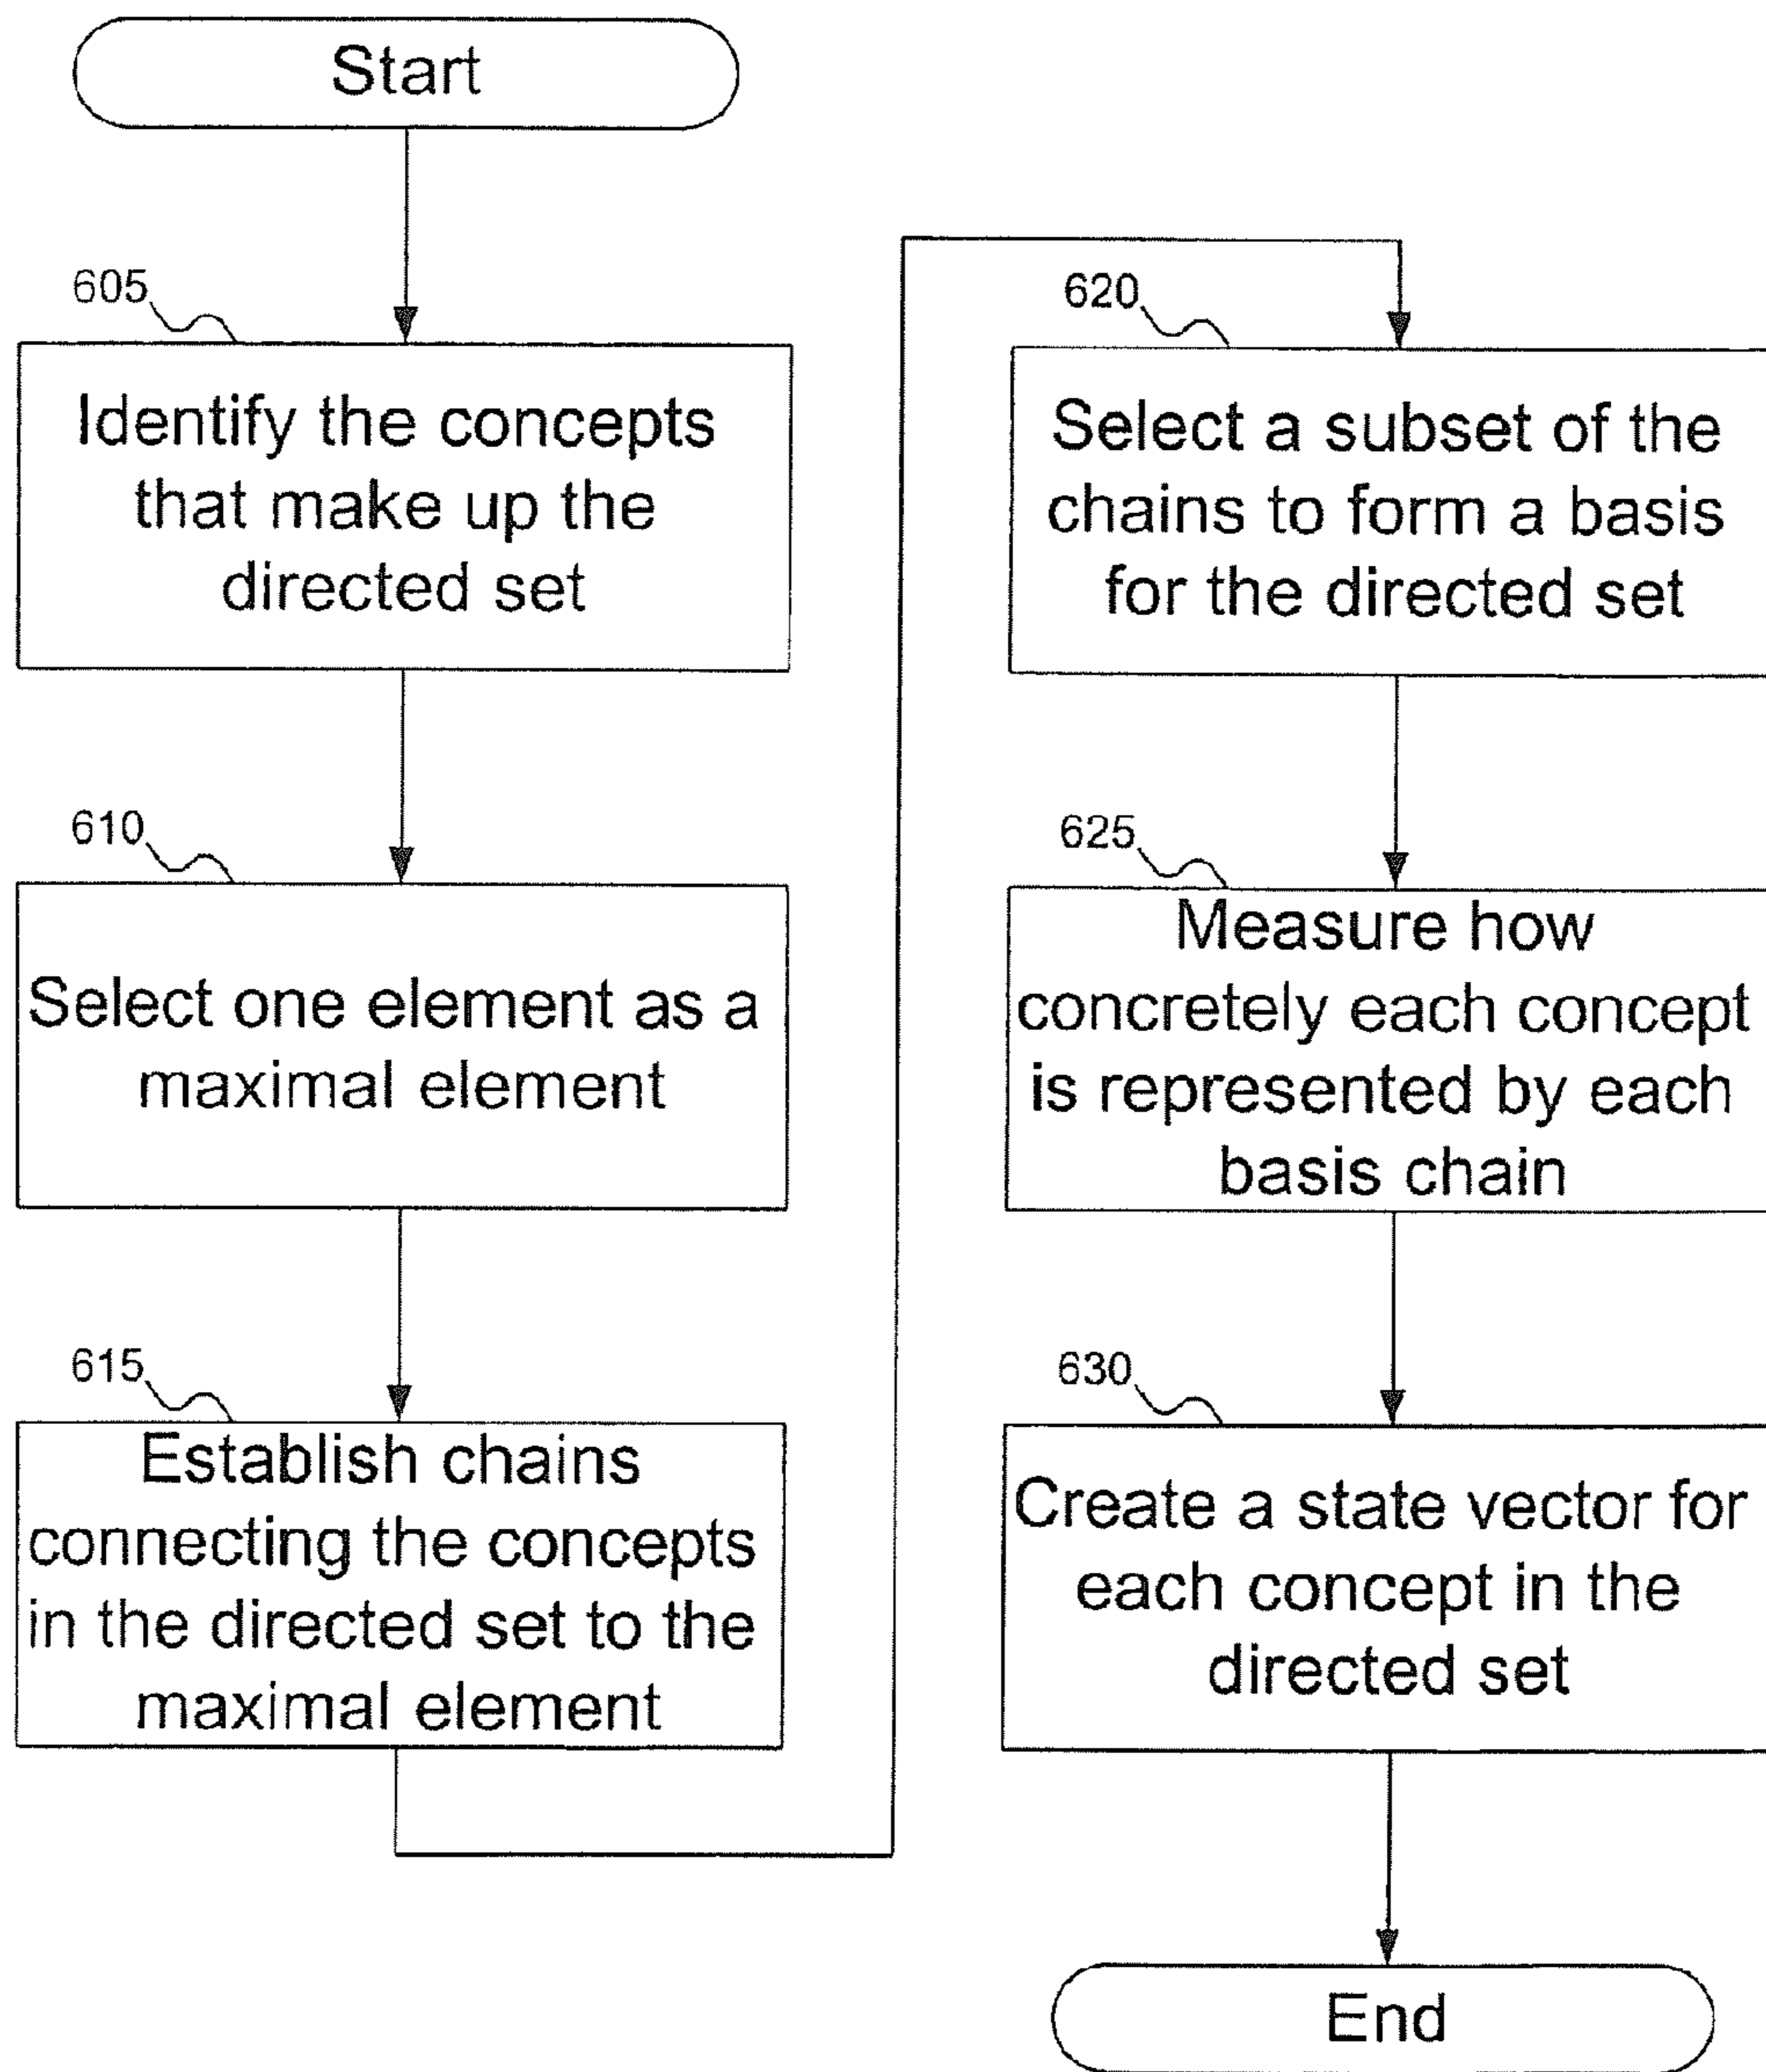 Start
605
Identify the concepts
that make up the
directed set
610
Select one element as a
maximal element
615
Establish chains
connecting the concepts
in the directed set to the
maximal element
620
Select a subset of the
chains to form a basis
for the directed set
625
Measure how
concretely each concept
is represented by each
basis chain
630
Create a state vector for
each concept in the
directed set
End